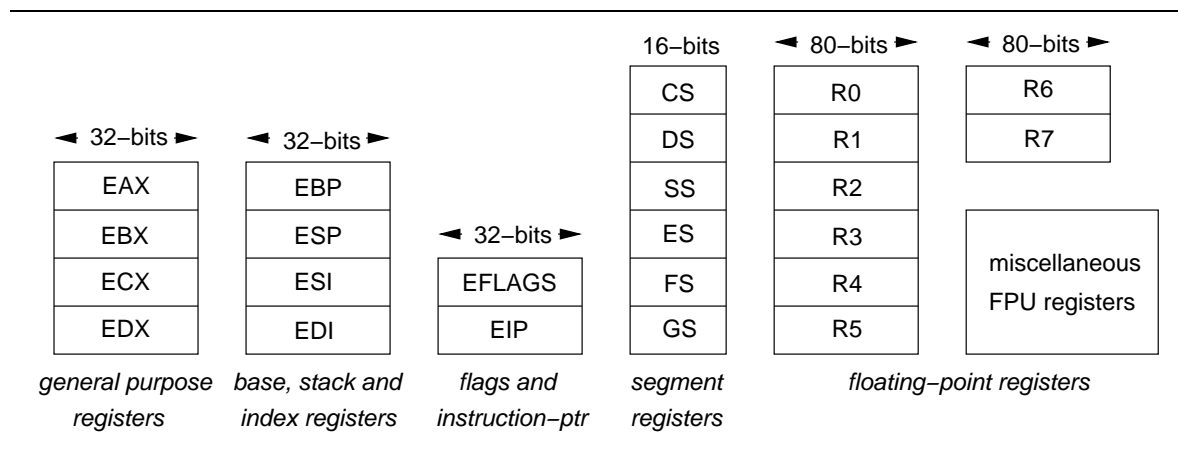 16−bits
80−bits
80−bits
CS
R0
R6
32−bits
32−bits
DS
R1
R7
EAX
EBP
SS
R2
EBX
ESP
32−bits
ES
R3
ECX
ESI
EFLAGS
FS
R4
miscellaneous
FPU registers
EDX
EDI
EIP
GS
R5
general purpose
registers
base, stack and
index registers
flags and
instruction−ptr
segment
registers
floating−point registers